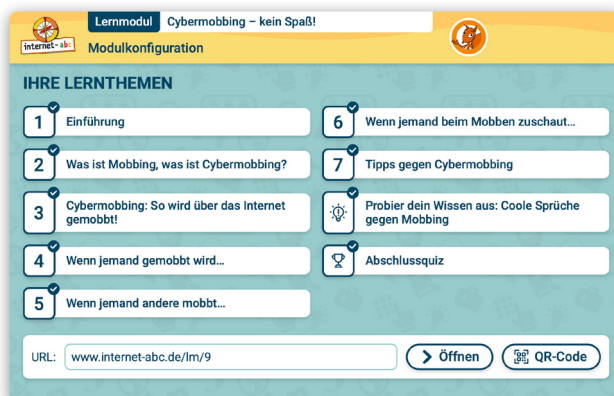 Lernmodul Cybermobbing – kein Spaß!
internet-abc
Modulkonfiguration
IHRE LERNTHEMEN
1 Einführung
2 Was ist Mobbing, was ist Cybermobbing?
3 Cybermobbing: So wird über das Internet
gemobbt!
4 Wenn jemand gemobbt wird...
5 Wenn jemand andere mobbt...
6 Wenn jemand beim Mobben zuschaut...
7 Tipps gegen Cybermobbing
Probier dein Wissen aus: Coole Sprüche
gegen Mobbing
Abschlussquiz
URL: www.internet-abc.de/lm/9 Öffnen QR-Code